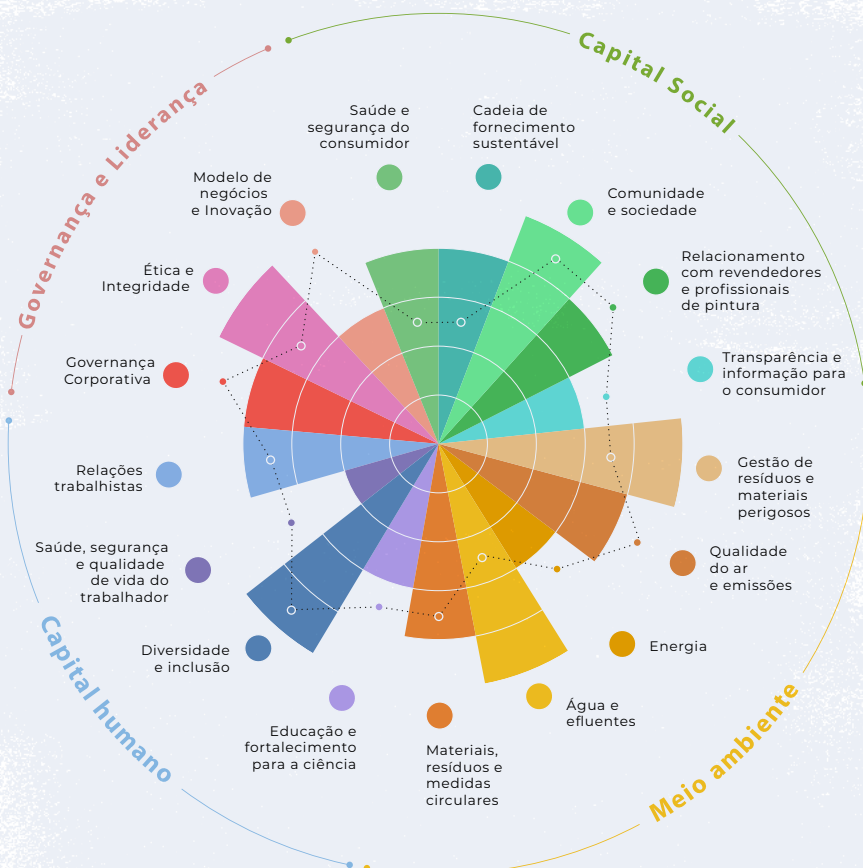 Governança e Liderança
Capital Social
Saúde e
segurança do
consumidor
Cadeia de
fornecimento
sustentável
Modelo de
negócios
e Inovação
Comunidade
e sociedade
Ética e
Integridade
Relacionamento
com revendedores
e profissionais
de pintura
Governança
Corporativa
Transparência e
informação para
o consumidor
Relações
trabalhistas
Gestão de
resíduos e
materiais
perigosos
Saúde, segurança
e qualidade
de vida do
trabalhador
Qualidade
do ar
e emissões
Diversidade
e inclusão
Energia
Educação e
fortalecimento
para a ciência
Materiais,
resíduos e
medidas
circulares
Água e
efluentes
Capital humano
Meio ambiente